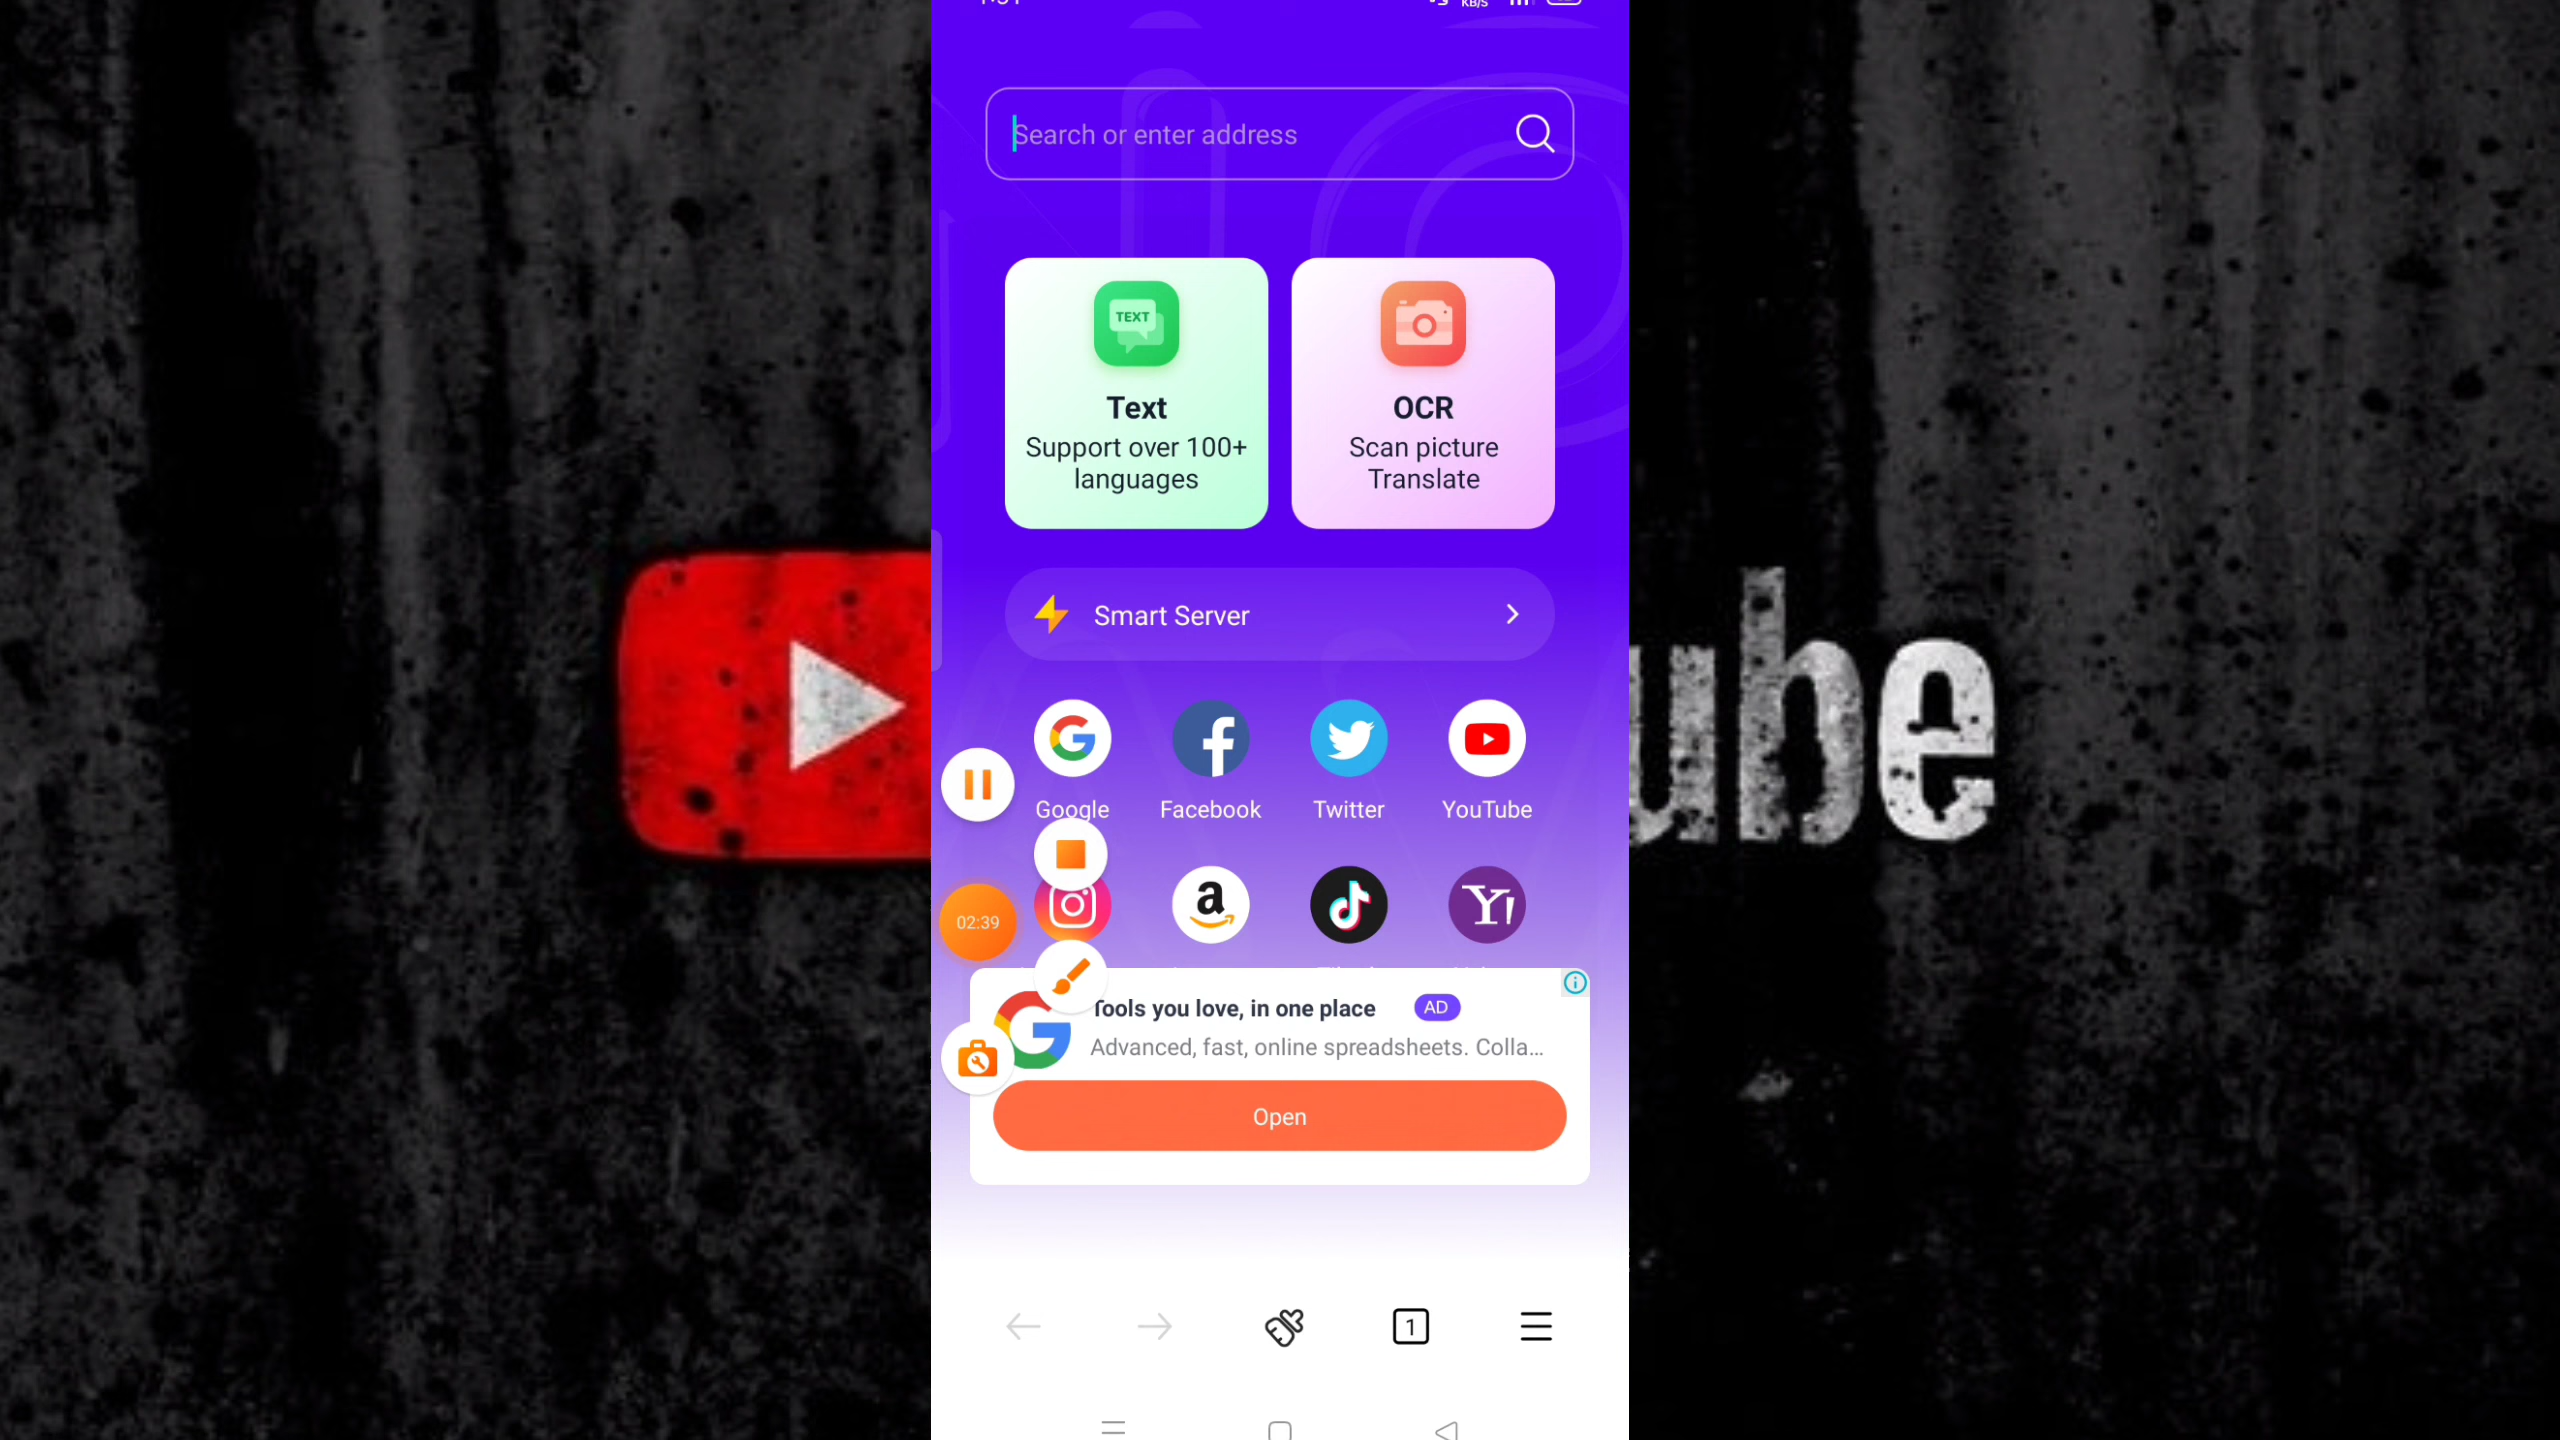 KB/S
Search or enter address
TEXT
Text
Support over 100+
languages
OCR
Scan picture
Translate
Smart Server
ube
Google
Facebook
Twitter
YouTube
02:39
Tools you love, in one place
AD
Advanced, fast, online spreadsheets. Colla...
Open
1